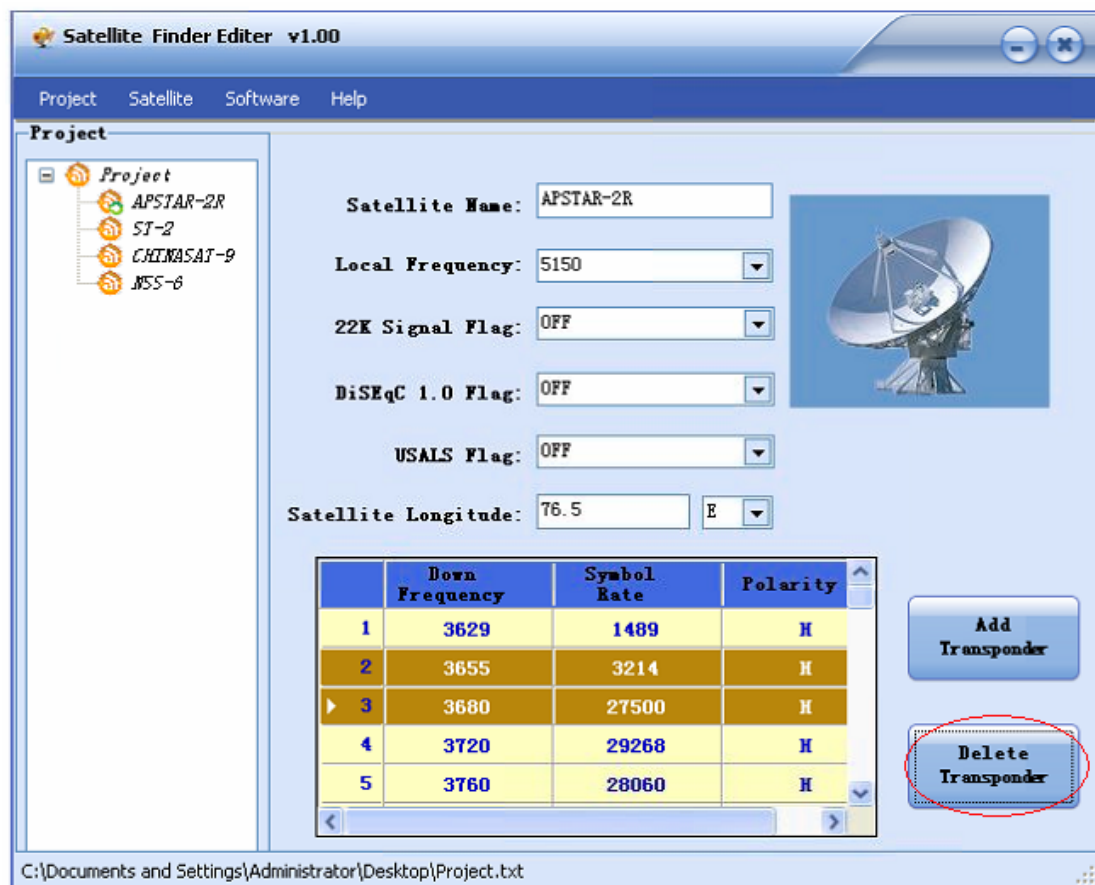 Satellite Finder Editer v1.00
Project Satellite Software Help
Project
Project
APSTAR-2R
ST-2
CHINASAT-9
NSS-6
Satellite Name: APSTAR-2R
Local Frequency: 5150
22K Signal Flag: OFF
DiSEqC 1.0 Flag: OFF
USALS Flag: OFF
Satellite Longitude: 76.5 E
Down Frequency Symbol Rate Polarity
1 3629 1489 H
2 3655 3214 H
3 3680 27500 H
4 3720 29268 H
5 3760 28060 H
Add
Transponder
Delete
Transponder
C:\Documents and Settings\Administrator\Desktop\Project.txt